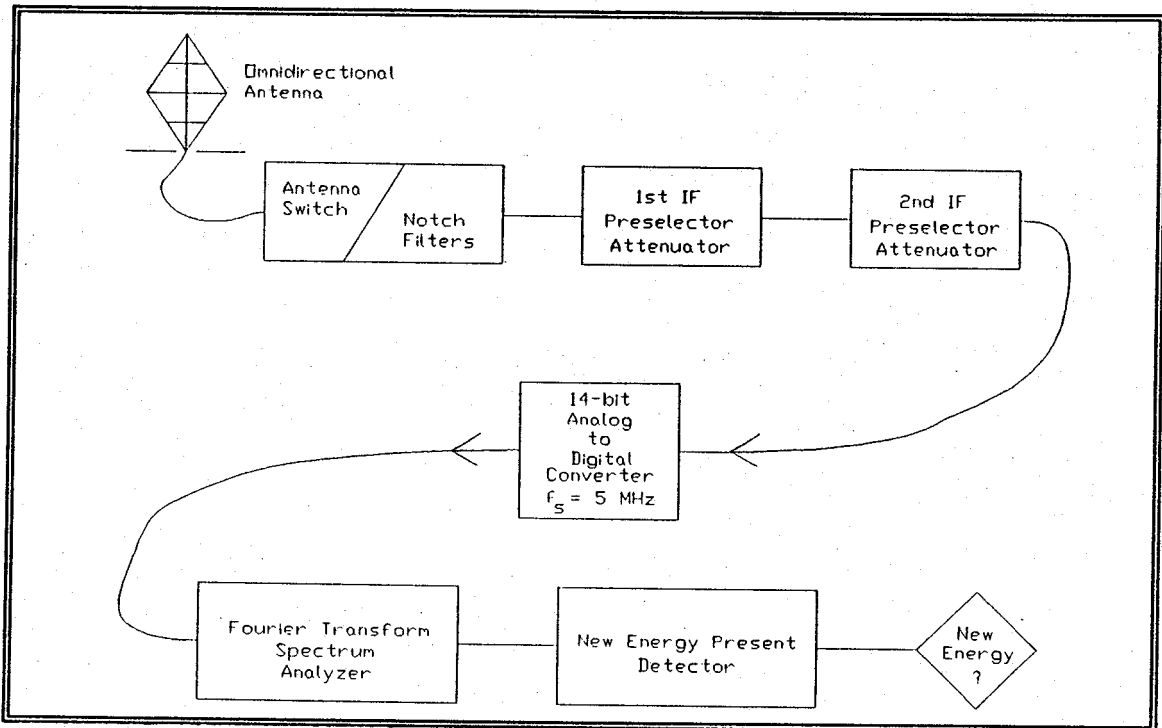 Omnidirectional
Antenna
Antenna
Switch
Notch
Filters
1st IF
Preselector
Attenuator
2nd IF
Preselector
Attenuator
14-bit
Analog
to
Digital
Converter
fs = 5 MHz
Fourier Transform
Spectrum
Analyzer
New Energy Present
Detector
New
Energy
?